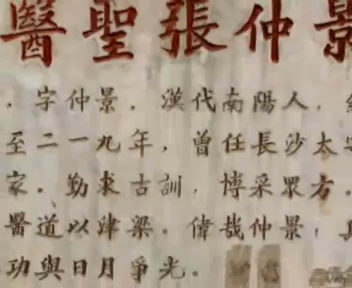 醫聖張仲景
，字仲景，漢代南陽人，
至二一九年，曾任長沙太
家。勤求古訓，博采眾方。
醫道以津梁。偉哉仲景！
功與日月爭光。